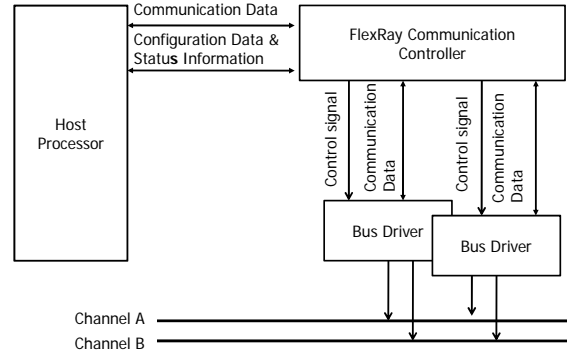 Communication Data
Configuration Data &
Status Information
FlexRay Communication
Controller
Host
Processor
Control signal
Communication
Data
Control signal
Communication
Data
Bus Driver
Bus Driver
Channel A
Channel B